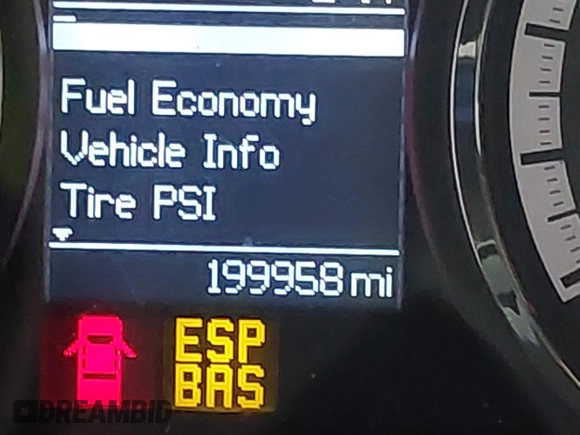 Fuel Economy
Vehicle Info
Tire PSI
199958 mi
ESP
BAS
DREAMBID